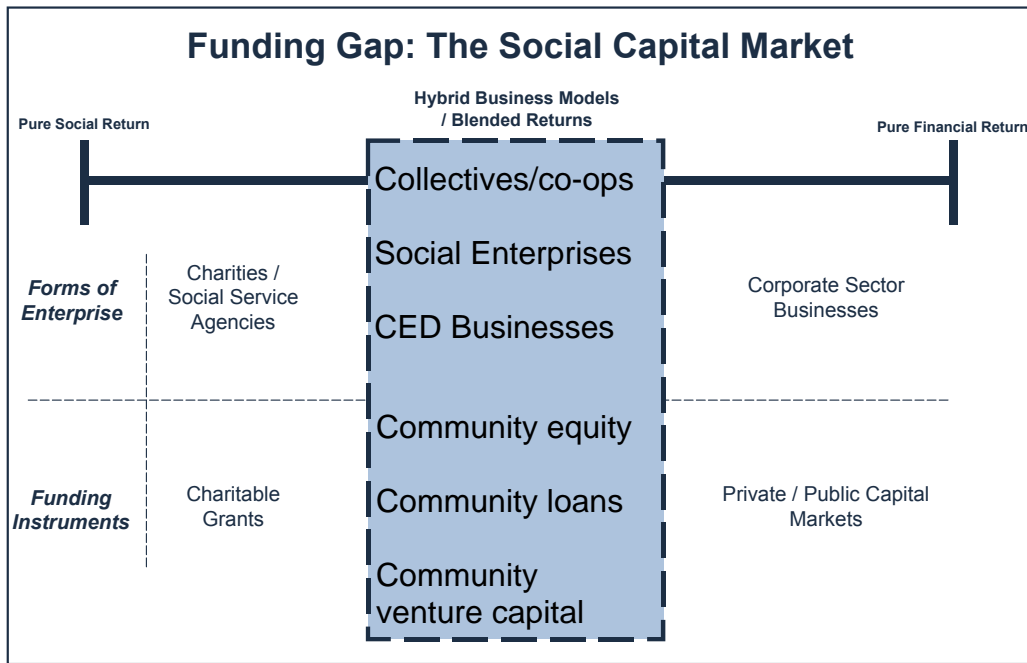 Funding Gap: The Social Capital Market
Hybrid Business Models
/ Blended Returns
Pure Social Return
Pure Financial Return
Collectives/co-ops
Social Enterprises
CED Businesses
Forms of
Enterprise
Charities /
Social Service
Agencies
Corporate Sector
Businesses
Community equity
Community loans
Community
venture capital
Funding
Instruments
Charitable
Grants
Private / Public Capital
Markets